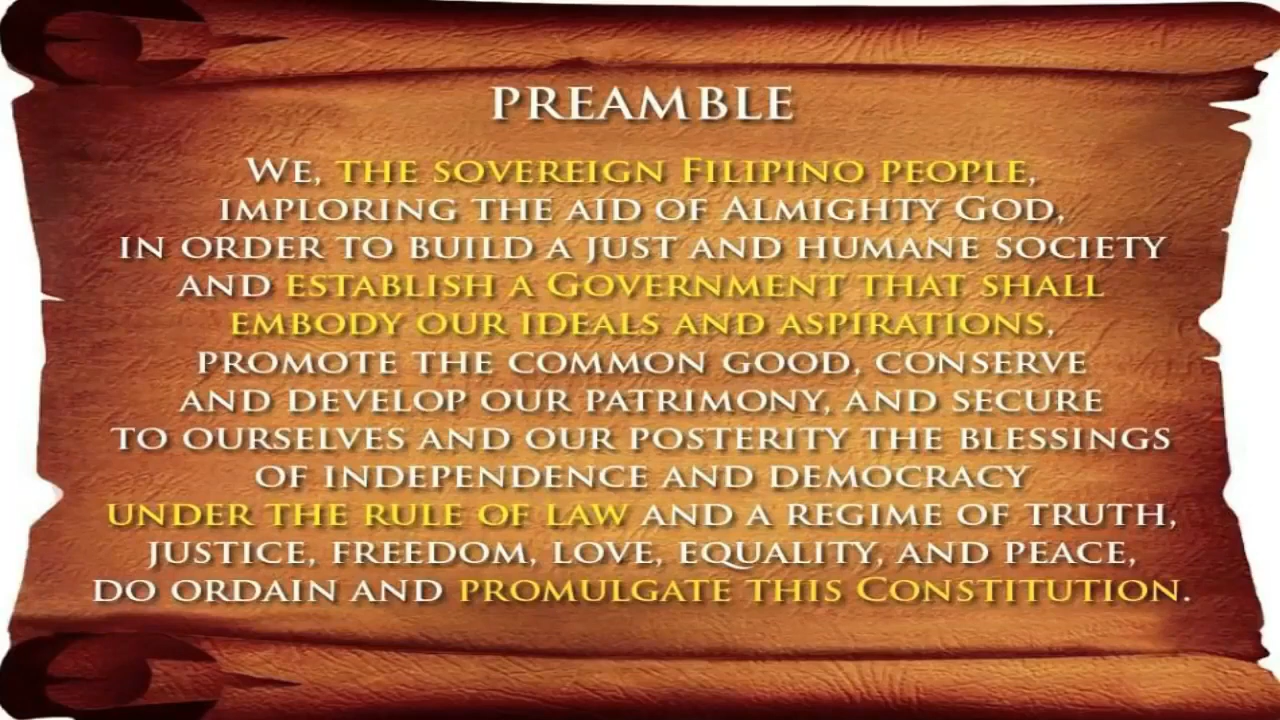 PREAMBLE
WE, THE SOVEREIGN FILIPINO PEOPLE,
IMPLORING THE AID OF ALMIGHTY GOD,
IN ORDER TO BUILD A JUST AND HUMANE SOCIETY
AND ESTABLISH A GOVERNMENT THAT SHALL
EMBODY OUR IDEALS AND ASPIRATIONS,
PROMOTE THE COMMON GOOD, CONSERVE
AND DEVELOP OUR PATRIMONY, AND SECURE
TO OURSELVES AND OUR POSTERITY THE BLESSINGS
OF INDEPENDENCE AND DEMOCRACY
UNDER THE RULE OF LAW AND A REGIME OF TRUTH,
JUSTICE, FREEDOM, LOVE, EQUALITY, AND PEACE,
DO ORDAIN AND PROMULGATE THIS CONSTITUTION.